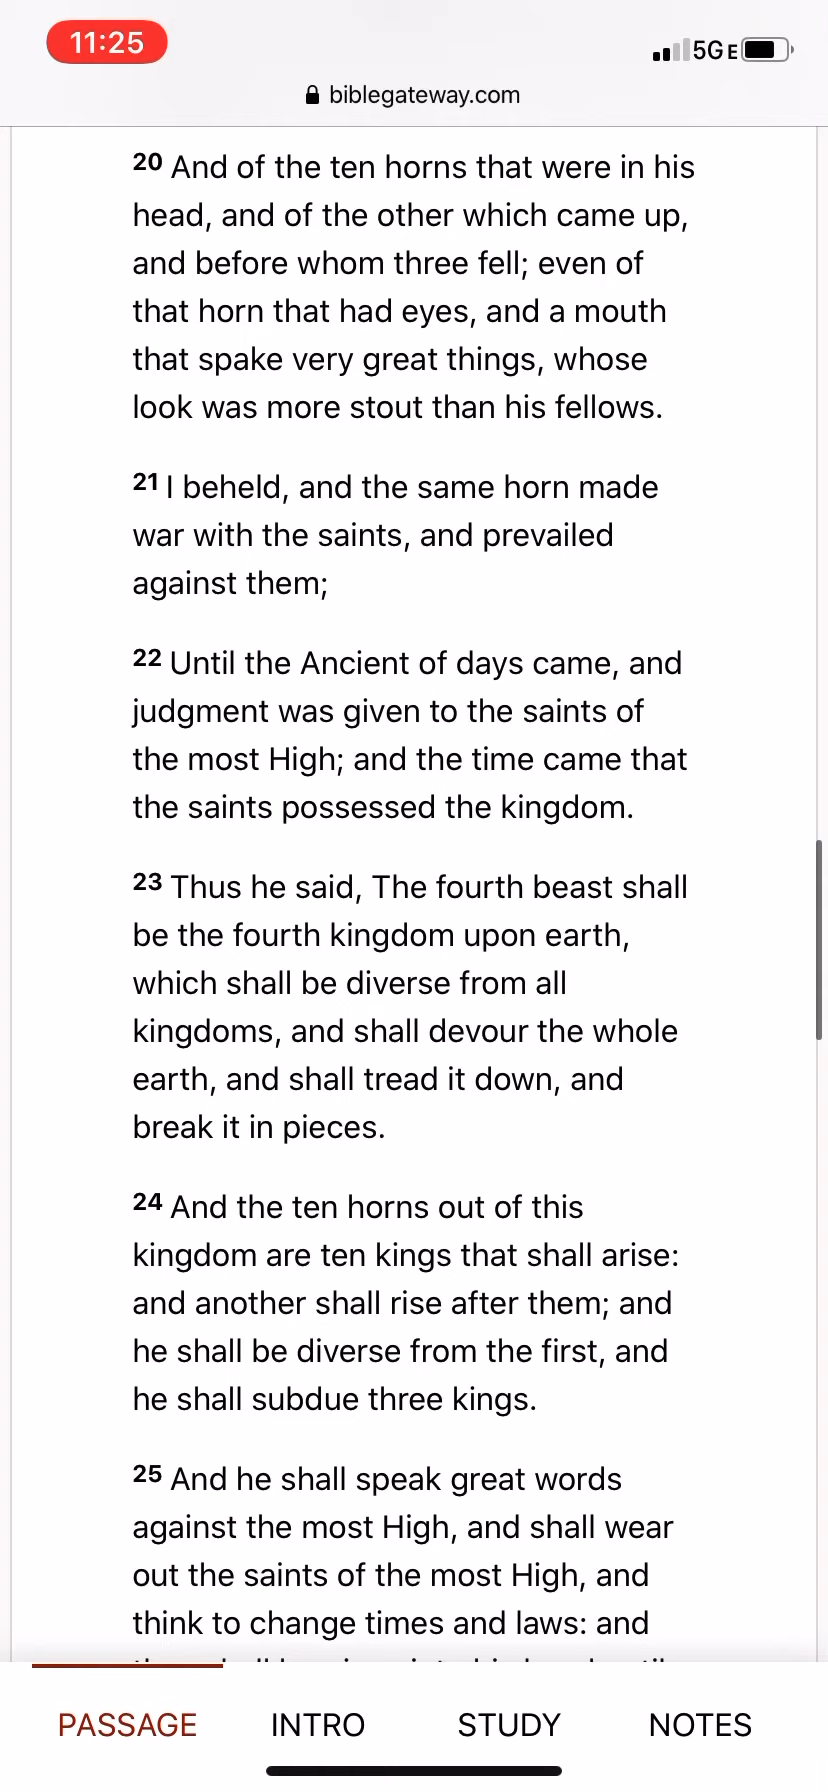 11:25
5G E
biblegateway.com
20 And of the ten horns that were in his
head, and of the other which came up,
and before whom three fell; even of
that horn that had eyes, and a mouth
that spake very great things, whose
look was more stout than his fellows.
21 I beheld, and the same horn made
war with the saints, and prevailed
against them;
22 Until the Ancient of days came, and
judgment was given to the saints of
the most High; and the time came that
the saints possessed the kingdom.
23 Thus he said, The fourth beast shall
be the fourth kingdom upon earth,
which shall be diverse from all
kingdoms, and shall devour the whole
earth, and shall tread it down, and
break it in pieces.
24 And the ten horns out of this
kingdom are ten kings that shall arise:
and another shall rise after them; and
he shall be diverse from the first, and
he shall subdue three kings.
25 And he shall speak great words
against the most High, and shall wear
out the saints of the most High, and
think to change times and laws: and
PASSAGE INTRO STUDY NOTES